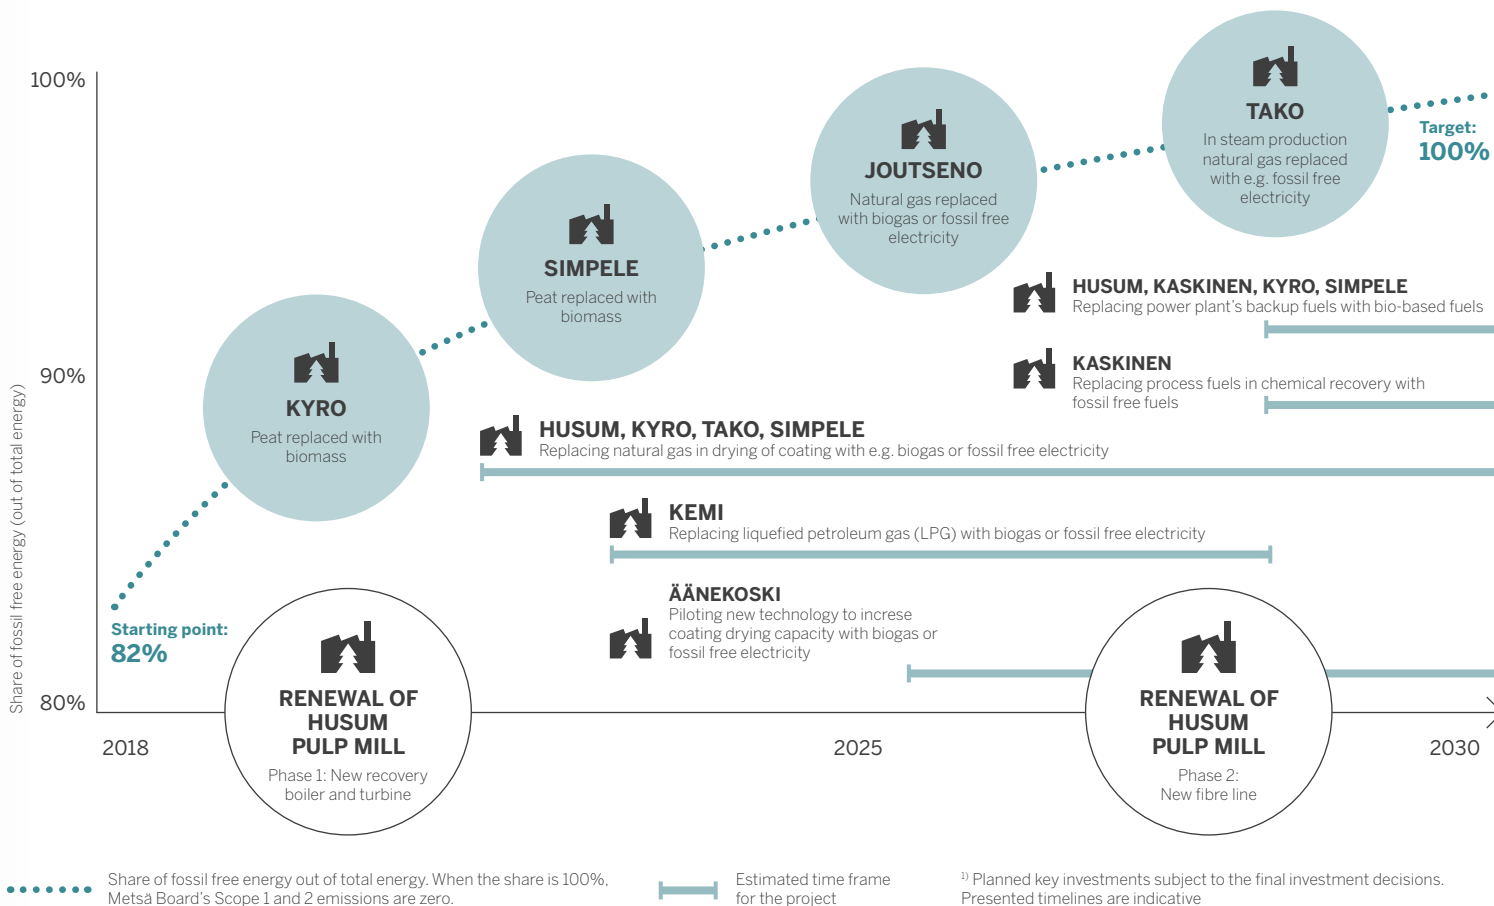 100%
90%
80%
Share of fossil free energy (out of total energy)
Starting point:
82%
KYRO
Peat replaced with
biomass
SIMPELE
Peat replaced with
biomass
JOUTSENO
Natural gas replaced
with biogas or fossil free
electricity
TAKO
In steam production
natural gas replaced
with e.g. fossil free
electricity
Target:
100%
HUSUM, KASKINEN, KYRO, SIMPELE
Replacing power plant's backup fuels with bio-based fuels
KASKINEN
Replacing process fuels in chemical recovery with
fossil free fuels
HUSUM, KYRO, TAKO, SIMPELE
Replacing natural gas in drying of coating with e.g. biogas or fossil free electricity
KEMI
Replacing liquefied petroleum gas (LPG) with biogas or fossil free electricity
ÄÄNEKOSKI
Piloting new technology to increse
coating drying capacity with biogas or
fossil free electricity
RENEWAL OF
HUSUM
PULP MILL
Phase 1: New recovery
boiler and turbine
RENEWAL OF
HUSUM
PULP MILL
Phase 2:
New fibre line
2018
2025
2030
Share of fossil free energy out of total energy. When the share is 100%,
Metsä Board's Scope 1 and 2 emissions are zero.
Estimated time frame
for the project
1) Planned key investments subject to the final investment decisions.
Presented timelines are indicative